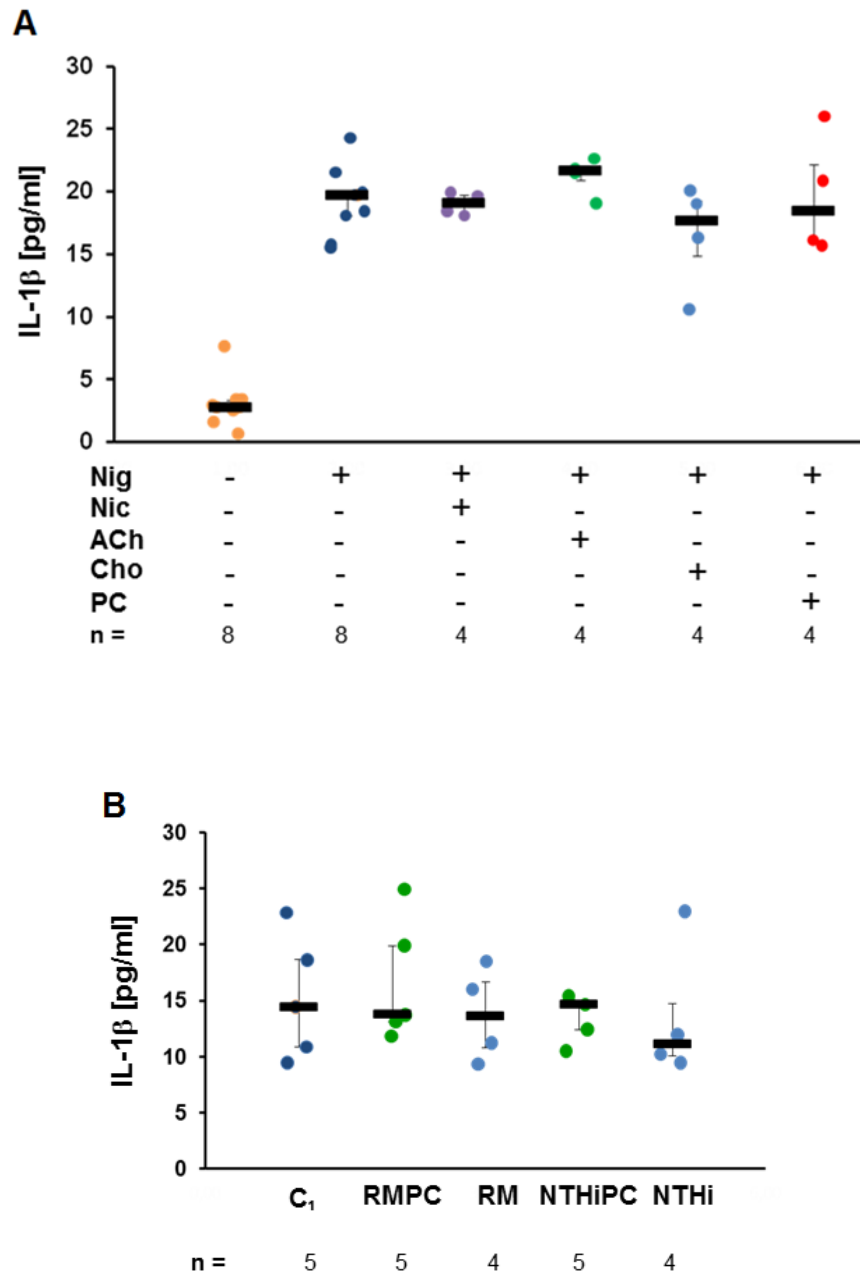 A
30
25
20
15
10
5
0
IL-1β [pg/ml]
Nig - + + + + +
Nic - - + - - -
ACh - - - + - -
Cho - - - - + -
PC - - - - - +
n = 8 8 4 4 4 4
B
30
25
20
15
10
5
0
IL-1β [pg/ml]
C₁ RMPC RM NTHiPC NTHi
n = 5 5 4 5 4